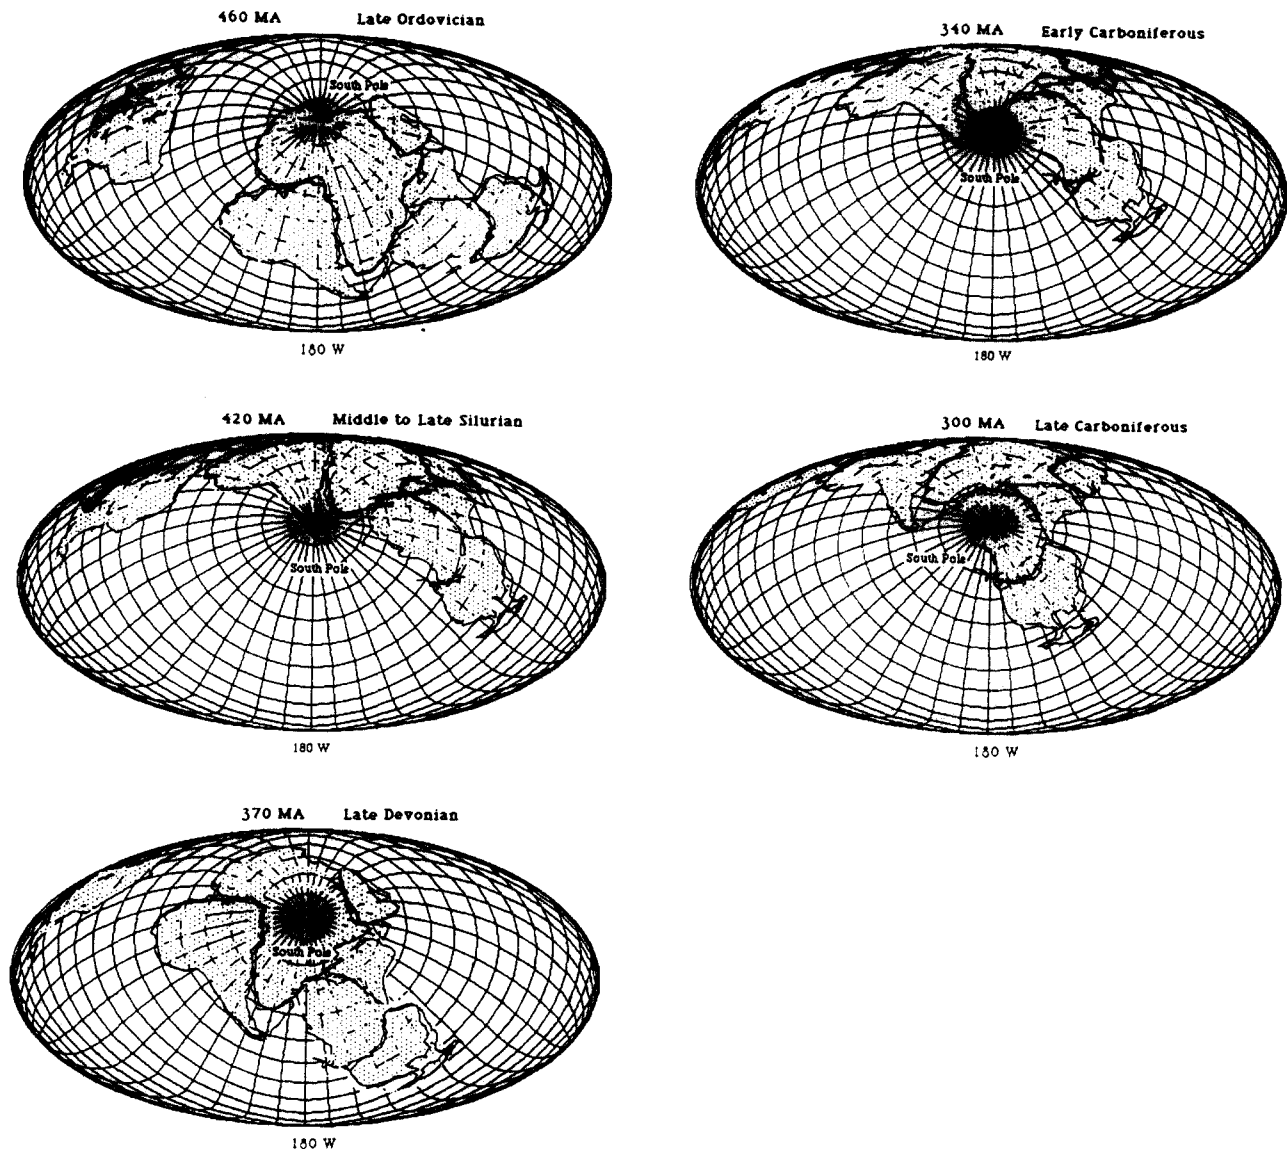 460 MA Late Ordovician
South Pole
180 W
420 MA Middle to Late Silurian
South Pole
180 W
370 MA Late Devonian
South Pole
180 W
340 MA Early Carboniferous
South Pole
180 W
300 MA Late Carboniferous
South Pole
180 W